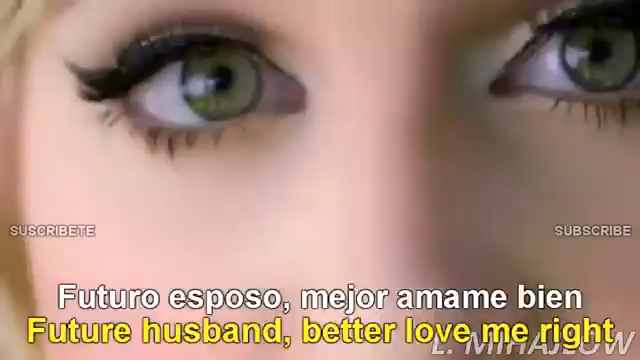 SUSCRIBETE
SUBSCRIBE
Futuro esposo, mejor amame bien
Future husband, better love me right
L. MIHAJLOW